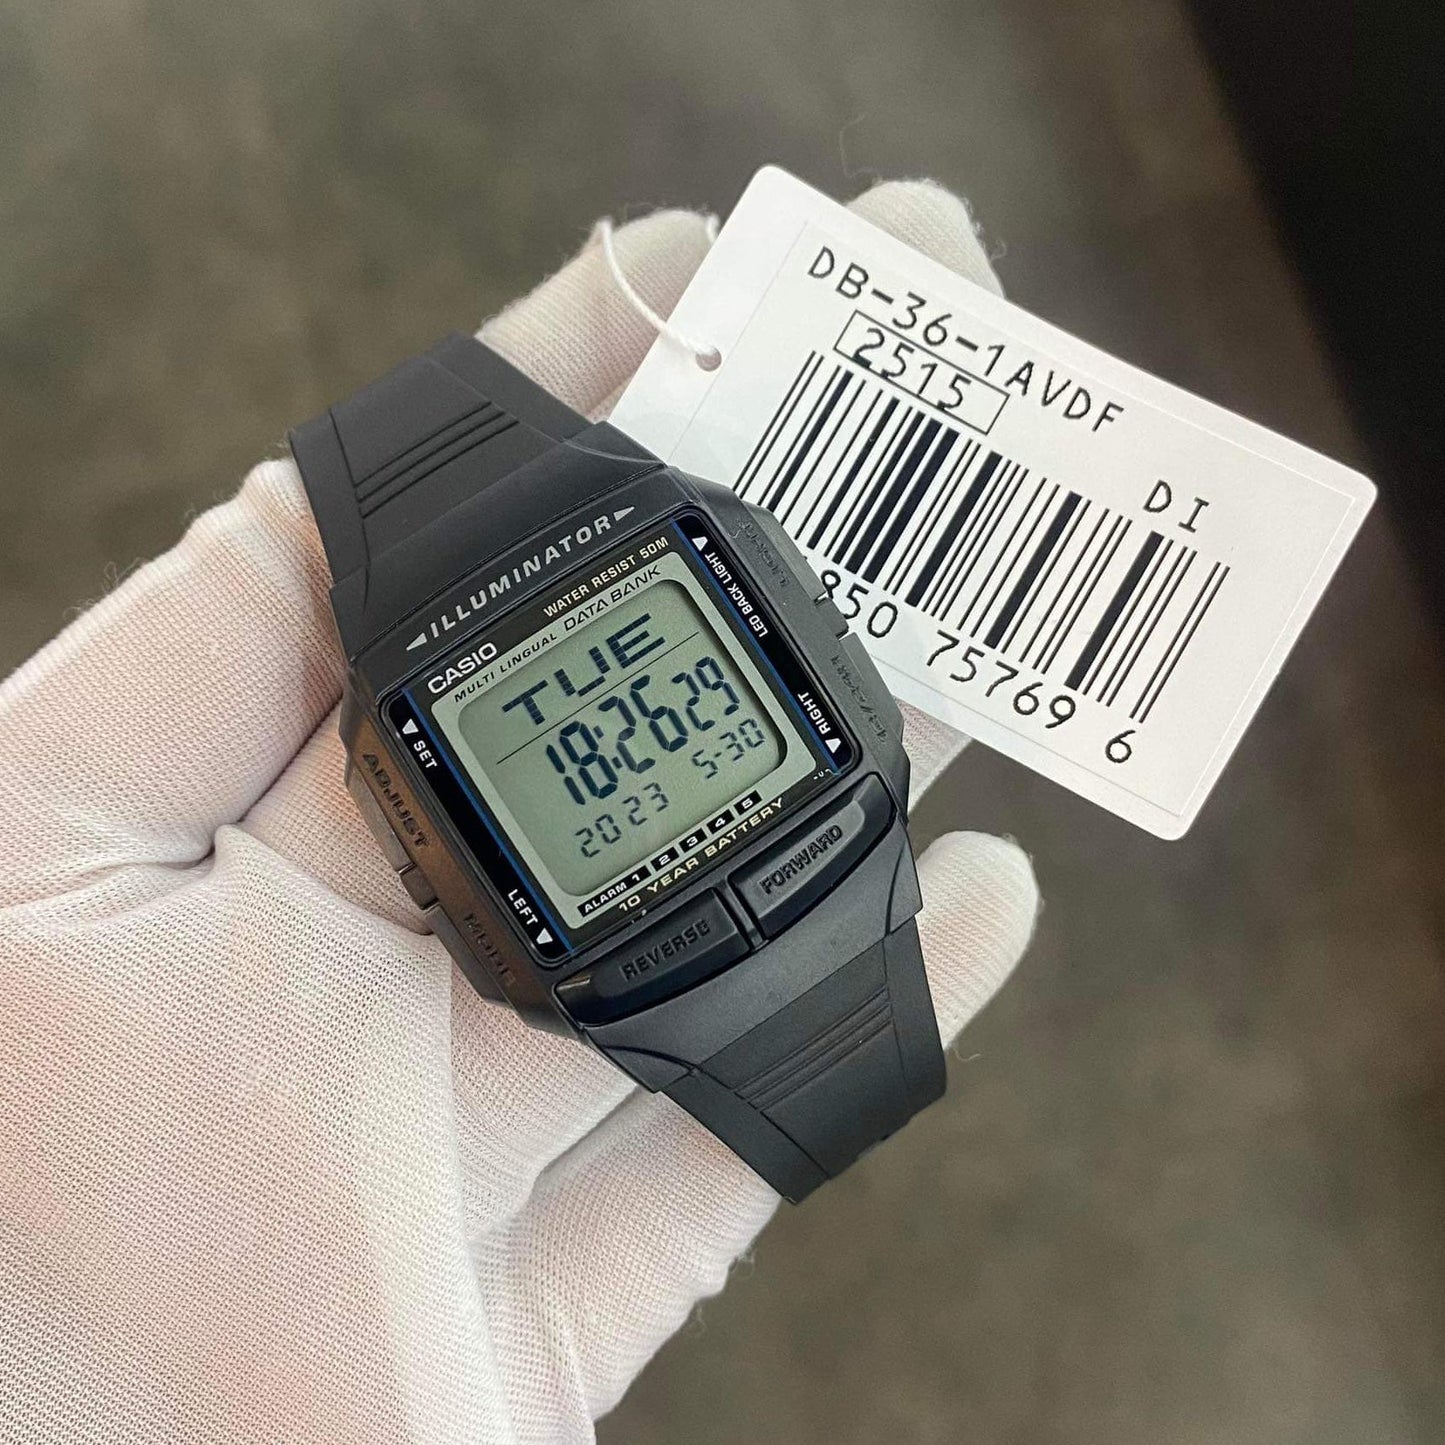 DB-36-1AVDF
2515
DI
850 75769 6
ILLUMINATOR
WATER RESIST 50M
CASIO
MULTI LINGUAL DATA BANK
LIGHT
LED BACK LIGHT
SET
ADJUST
TUE
18:26 29
2023 5-30
RIGHT
LEFT
MODE
ALARM 1 2 3 4 5
10 YEAR BATTERY
REVERSE
FORWARD